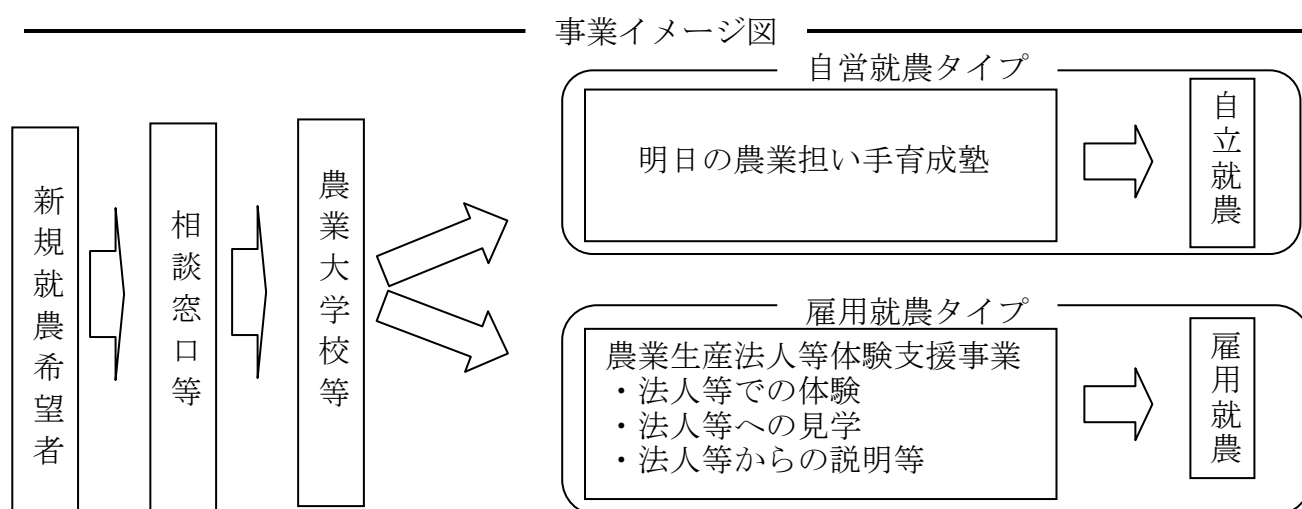 事業イメージ図
新規就農希望者
相談窓口等
農業大学校等
自営就農タイプ
明日の農業担い手育成塾
自立就農
雇用就農タイプ
農業生産法人等体験支援事業
・法人等での体験
・法人等への見学
・法人等からの説明等
雇用就農